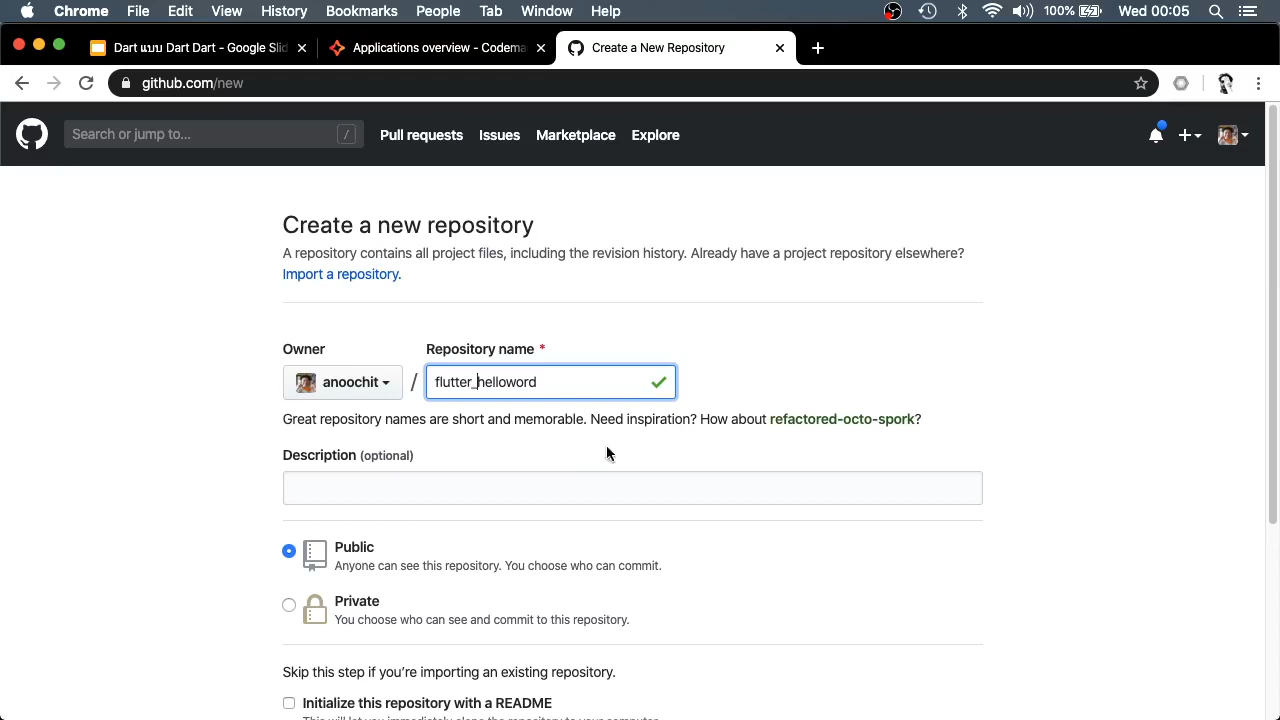 Chrome File Edit View History Bookmarks People Tab Window Help 100% Wed 00:05
Dart แบบ Dart Dart - Google Slid Applications overview - Codema Create a New Repository
github.com/new
Search or jump to... / Pull requests Issues Marketplace Explore
Create a new repository
A repository contains all project files, including the revision history. Already have a project repository elsewhere?
Import a repository.
Owner Repository name *
anoochit / flutter_helloword
Great repository names are short and memorable. Need inspiration? How about refactored-octo-spork?
Description (optional)
Public
Anyone can see this repository. You choose who can commit.
Private
You choose who can see and commit to this repository.
Skip this step if you're importing an existing repository.
Initialize this repository with a README